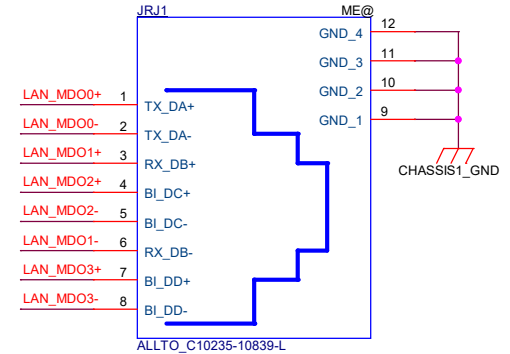 JRJ1 ME@
LAN_MDO0+ 1 TX_DA+
LAN_MDO0- 2 TX_DA-
LAN_MDO1+ 3 RX_DB+
LAN_MDO2+ 4 BI_DC+
LAN_MDO2- 5 BI_DC-
LAN_MDO1- 6 RX_DB-
LAN_MDO3+ 7 BI_DD+
LAN_MDO3- 8 BI_DD-
GND_4 12
GND_3 11
GND_2 10
GND_1 9
CHASSIS1_GND
ALLTO_C10235-10839-L